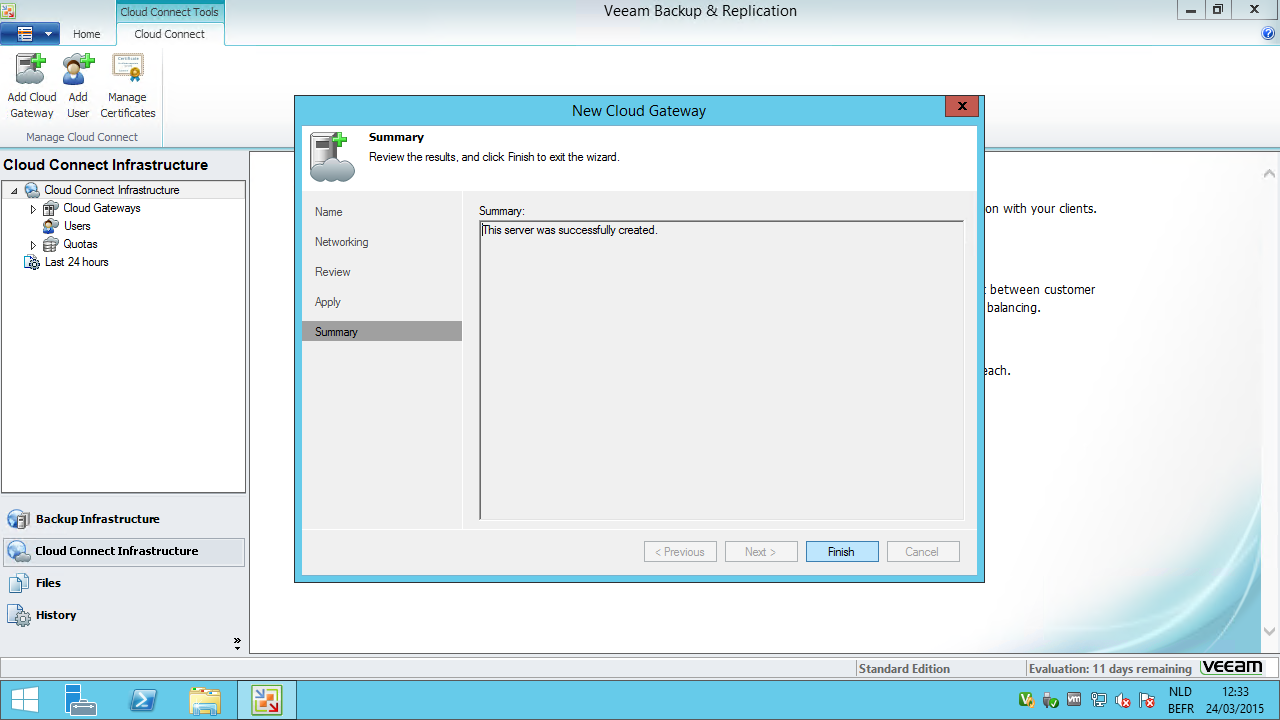 Cloud Connect Tools
Veeam Backup & Replication
Home
Cloud Connect
Add Cloud
Gateway
Add
User
Manage
Certificates
Manage Cloud Connect
Cloud Connect Infrastructure
Cloud Connect Infrastructure
Cloud Gateways
Users
Quotas
Last 24 hours
Backup Infrastructure
Cloud Connect Infrastructure
Files
History
New Cloud Gateway
Summary
Review the results, and click Finish to exit the wizard.
Name
Networking
Review
Apply
Summary
Summary:
This server was successfully created.
< Previous
Next >
Finish
Cancel
with your clients.
between customer
balancing.
Standard Edition
Evaluation: 11 days remaining
veeam
NLD
BEFR
12:33
24/03/2015